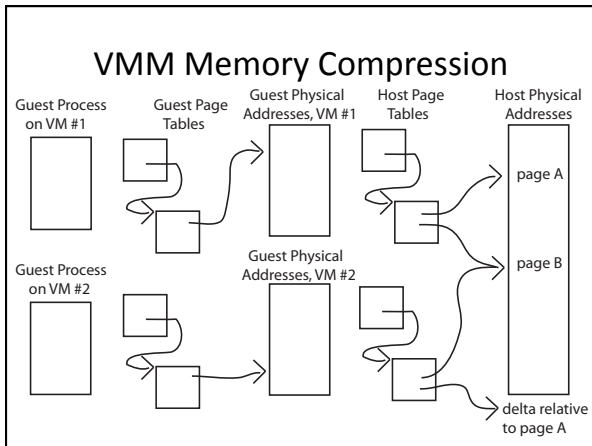 VMM Memory Compression
Guest Process
on VM #1
Guest Page
Tables
Guest Physical
Addresses, VM #1
Host Page
Tables
Host Physical
Addresses
page A
page B
Guest Process
on VM #2
Guest Physical
Addresses, VM #2
delta relative
to page A